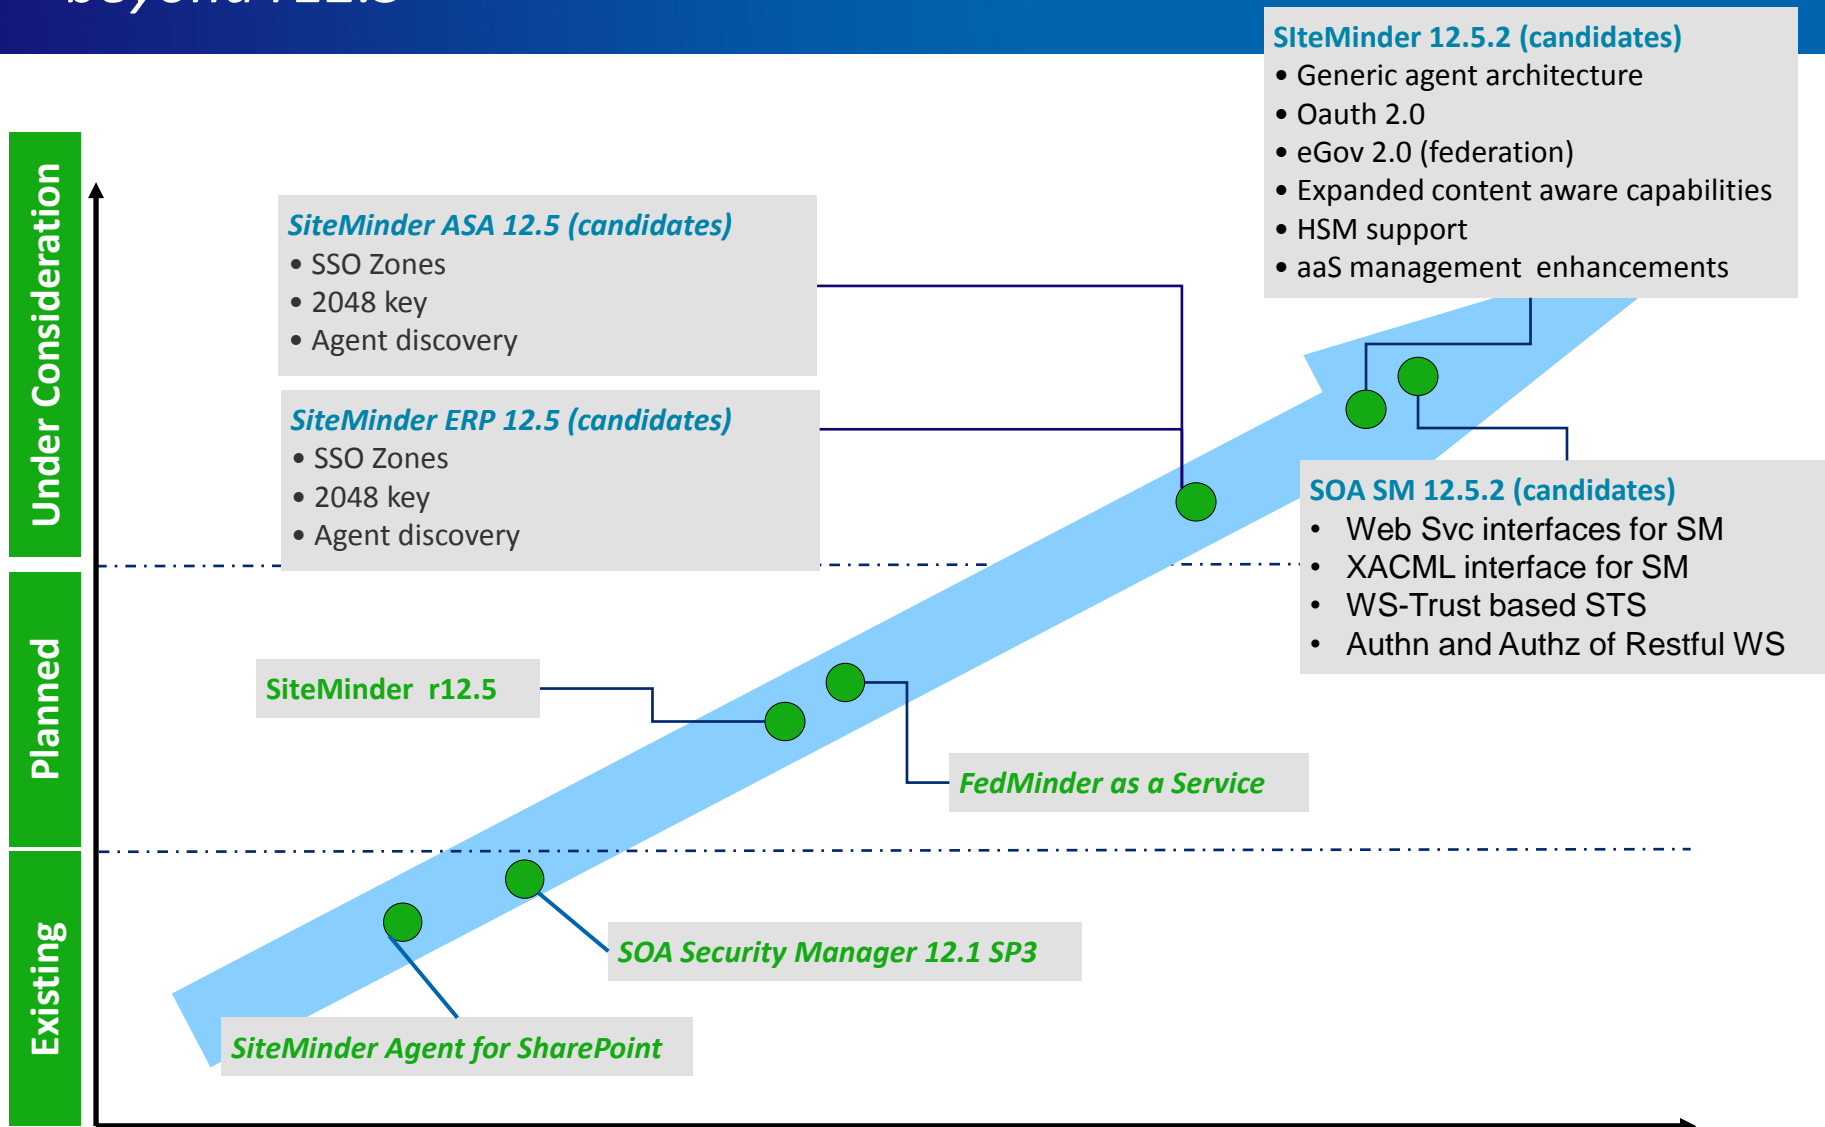 beyond r12.5
SIteMinder 12.5.2 (candidates)
• Generic agent architecture
• Oauth 2.0
• eGov 2.0 (federation)
• Expanded content aware capabilities
• HSM support
• aaS management enhancements
Under Consideration
SiteMinder ASA 12.5 (candidates)
• SSO Zones
• 2048 key
• Agent discovery
SiteMinder ERP 12.5 (candidates)
• SSO Zones
• 2048 key
• Agent discovery
SOA SM 12.5.2 (candidates)
• Web Svc interfaces for SM
• XACML interface for SM
• WS-Trust based STS
• Authn and Authz of Restful WS
Planned
SiteMinder r12.5
FedMinder as a Service
Existing
SOA Security Manager 12.1 SP3
SiteMinder Agent for SharePoint